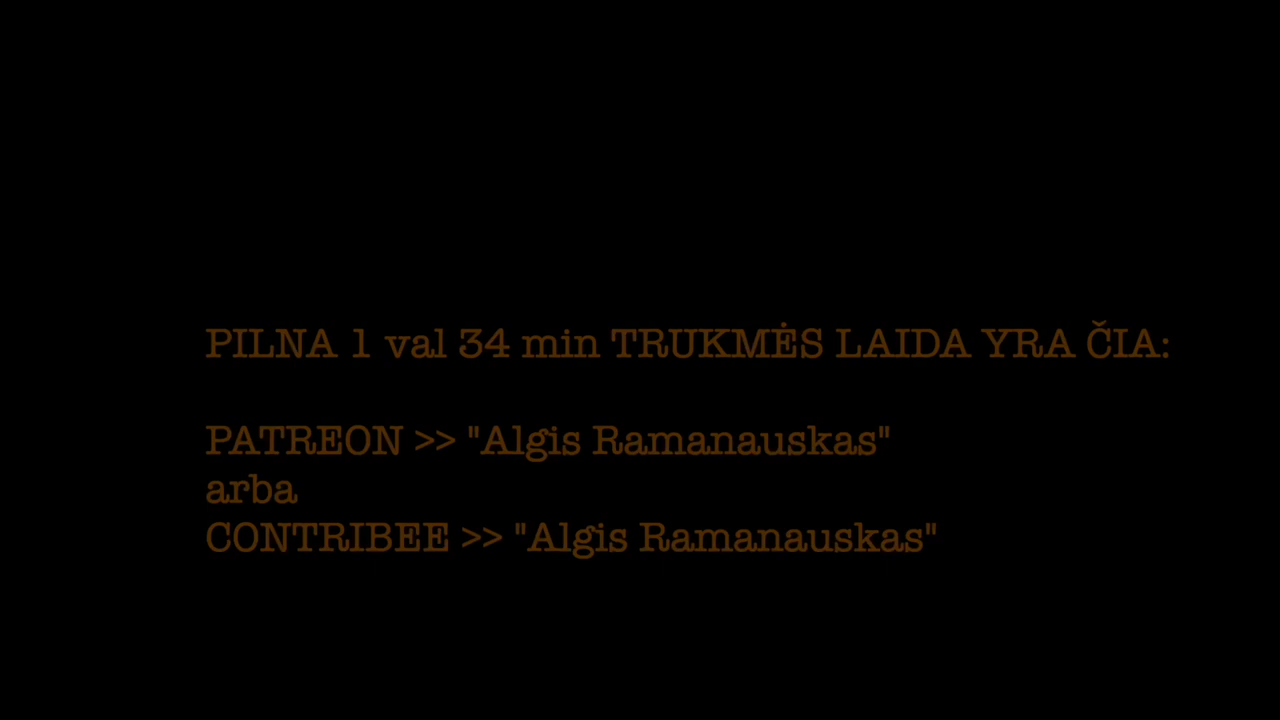 PILNA 1 val 34 min TRUKMĖS LAIDA YRA ČIA:
PATREON >> "Algis Ramanauskas"
arba
CONTRIBEE >> "Algis Ramanauskas"